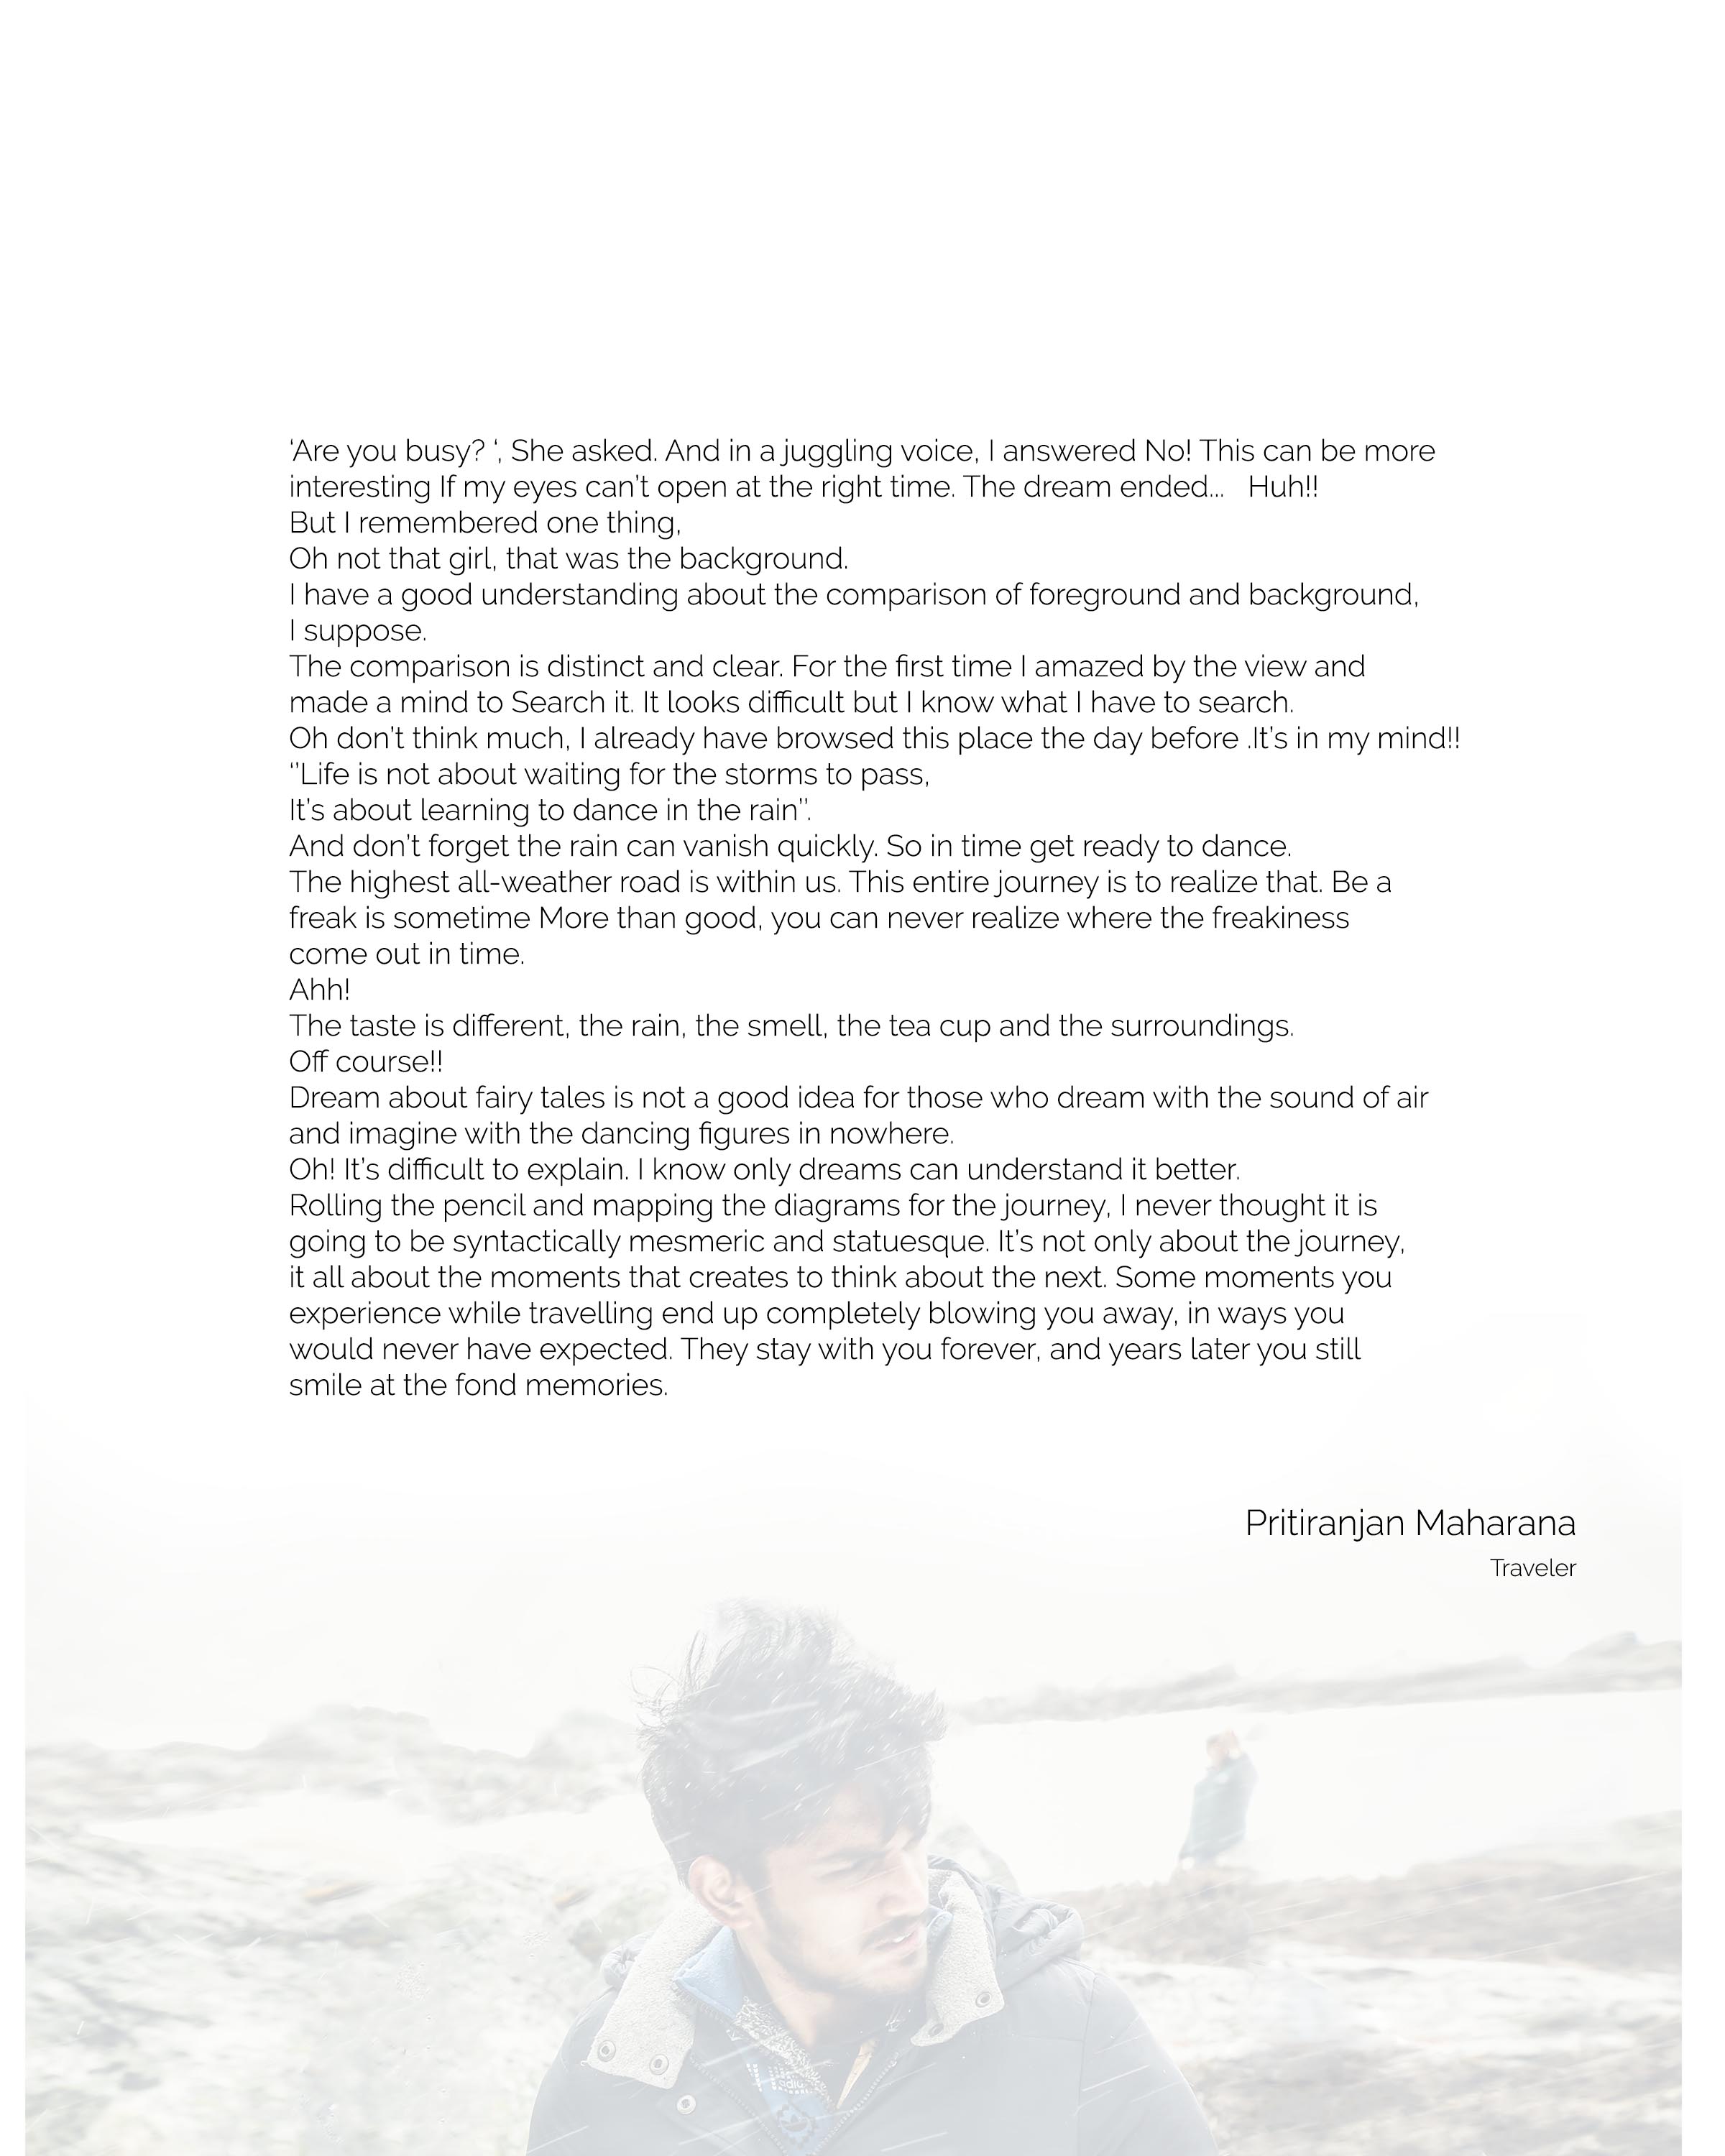 ‘Are you busy? ‘, She asked. And in a juggling voice, I answered No! This can be more
interesting If my eyes can’t open at the right time. The dream ended...   Huh!!
But I remembered one thing,
Oh not that girl, that was the background.
I have a good understanding about the comparison of foreground and background,
I suppose.
The comparison is distinct and clear. For the first time I amazed by the view and
made a mind to Search it. It looks difficult but I know what I have to search.
Oh don’t think much, I already have browsed this place the day before .It’s in my mind!!
‘’Life is not about waiting for the storms to pass,
It’s about learning to dance in the rain’’.
And don’t forget the rain can vanish quickly. So in time get ready to dance.
The highest all-weather road is within us. This entire journey is to realize that. Be a
freak is sometime More than good, you can never realize where the freakiness
come out in time.
Ahh!
The taste is different, the rain, the smell, the tea cup and the surroundings.
Off course!!
Dream about fairy tales is not a good idea for those who dream with the sound of air
and imagine with the dancing figures in nowhere.
Oh! It’s difficult to explain. I know only dreams can understand it better.
Rolling the pencil and mapping the diagrams for the journey, I never thought it is
going to be syntactically mesmeric and statuesque. It’s not only about the journey,
it all about the moments that creates to think about the next. Some moments you
experience while travelling end up completely blowing you away, in ways you
would never have expected. They stay with you forever, and years later you still
smile at the fond memories.
Pritiranjan Maharana
Traveler